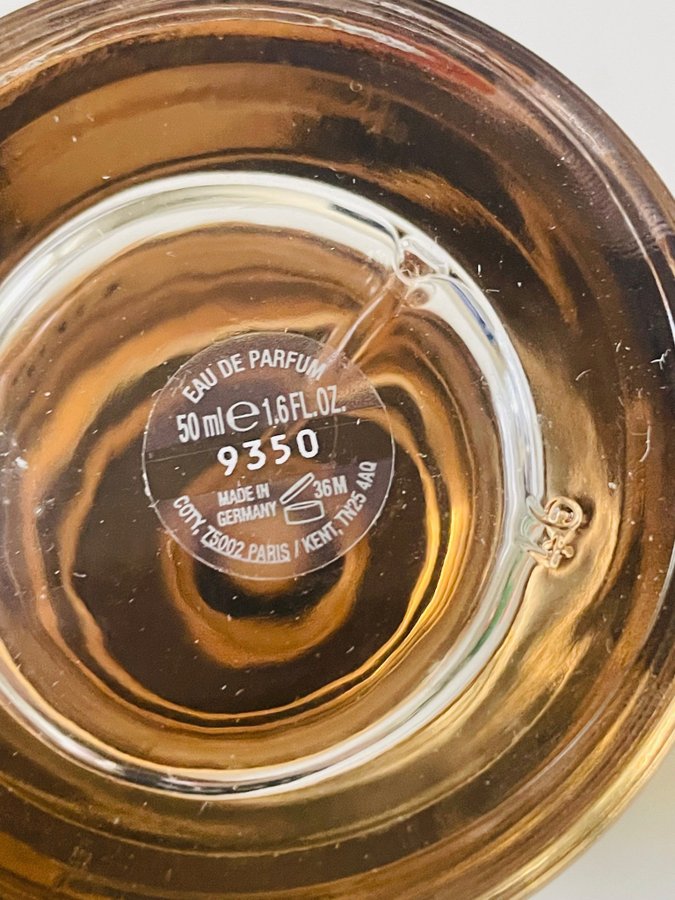 EAU DE PARFUM
50 ml e 1.6 FL. OZ.
9350
MADE IN
GERMANY
36 M
COTY, 75002 PARIS / KENT, TN25 4AQ